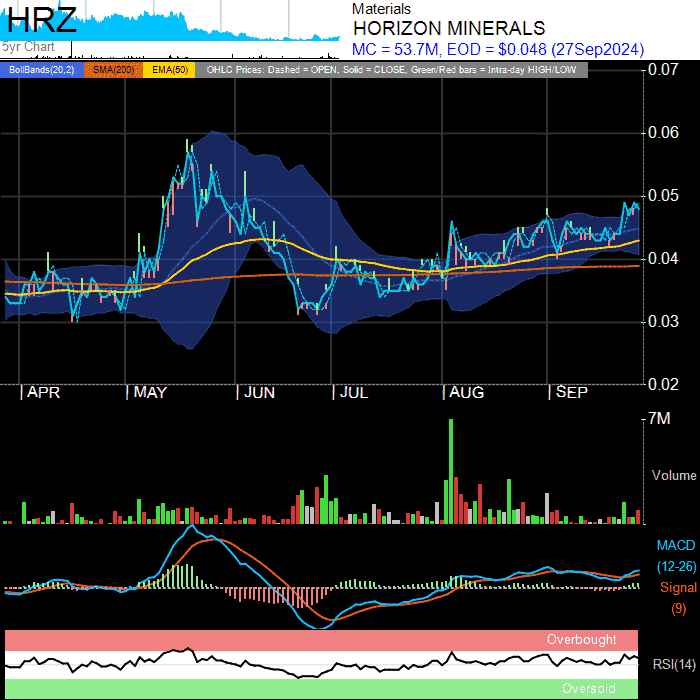 HRZ
5yr Chart
Materials
HORIZON MINERALS
MC = 53.7M, EOD = $0.048 (27Sep2024)
BollBands(20,2) SMA(200) EMA(50) OHLC Prices: Dashed = OPEN, Solid = CLOSE, Green/Red bars = Intra-day HIGH/LOW
0.07
0.06
0.05
0.04
0.03
0.02
APR MAY JUN JUL AUG SEP
7M
Volume
MACD
(12-26)
Signal
(9)
Overbought
RSI(14)
Oversold